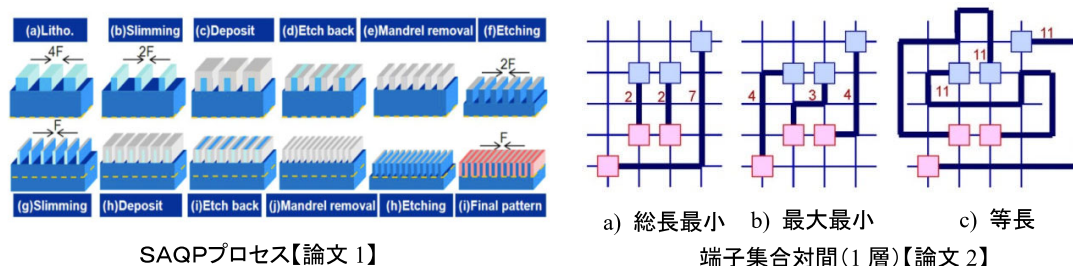 (a)Litho.
(b)Slimming
(c)Deposit
(d)Etch back
(e)Mandrel removal
(f)Etching
4F
2F
2F
F
F
(g)Slimming
(h)Deposit
(i)Etch back
(j)Mandrel removal
(h)Etching
(i)Final pattern
SAQPプロセス【論文 1】
2
2
7
4
3
4
11
11
11
a) 総長最小
b) 最大最小
c) 等長
端子集合対間(1 層)【論文 2】